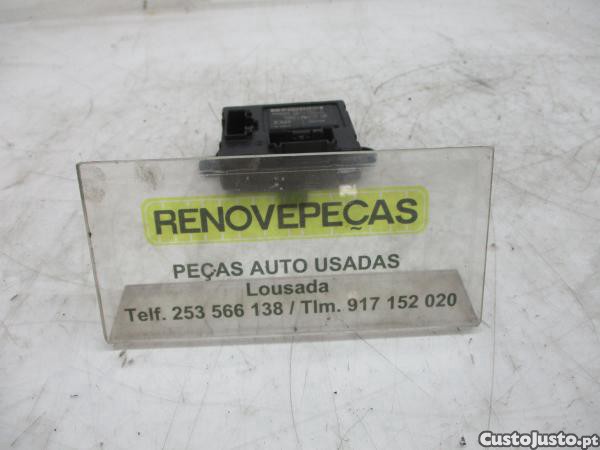 RENOVEPEÇAS
PEÇAS AUTO USADAS
Lousada
Telf. 253 566 138 / Tlm. 917 152 020
CustoJusto.pt